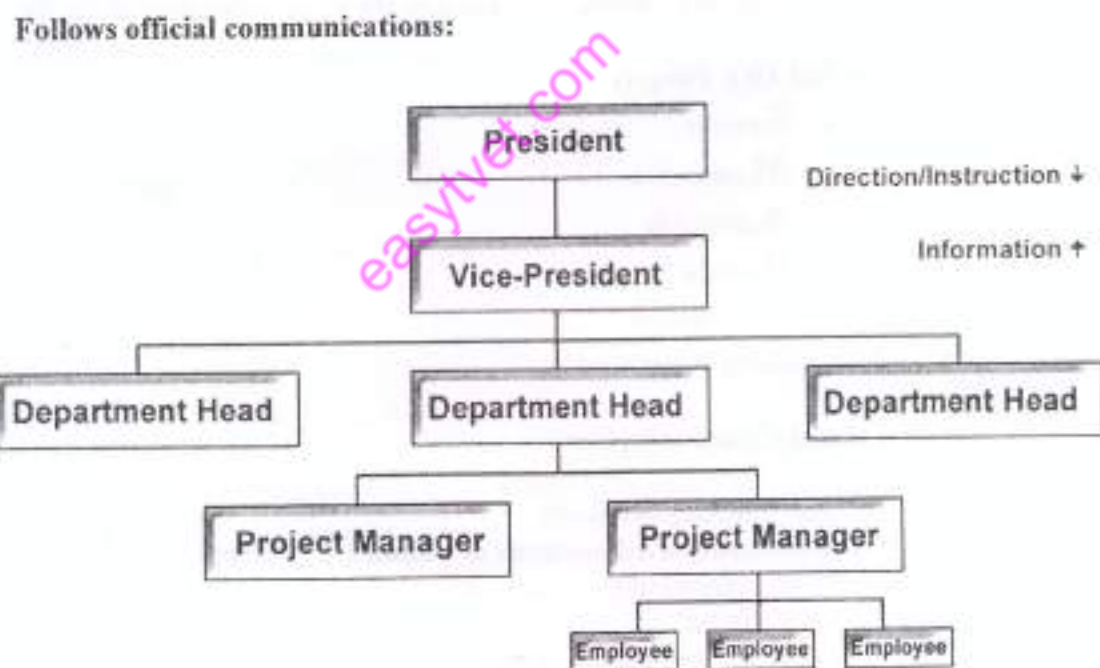 Follows official communications:
President
Direction/Instruction ↓
Vice-President
Information ↑
Department Head
Department Head
Department Head
Project Manager
Project Manager
Employee
Employee
Employee
easytvet.com